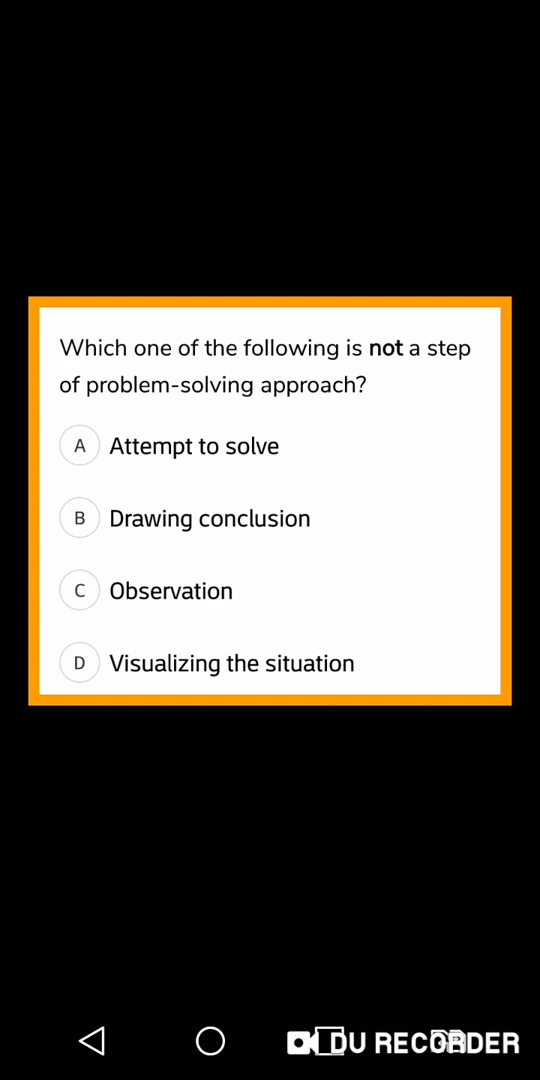 Which one of the following is not a step
of problem-solving approach?
A Attempt to solve
B Drawing conclusion
C Observation
D Visualizing the situation
DU RECORDER